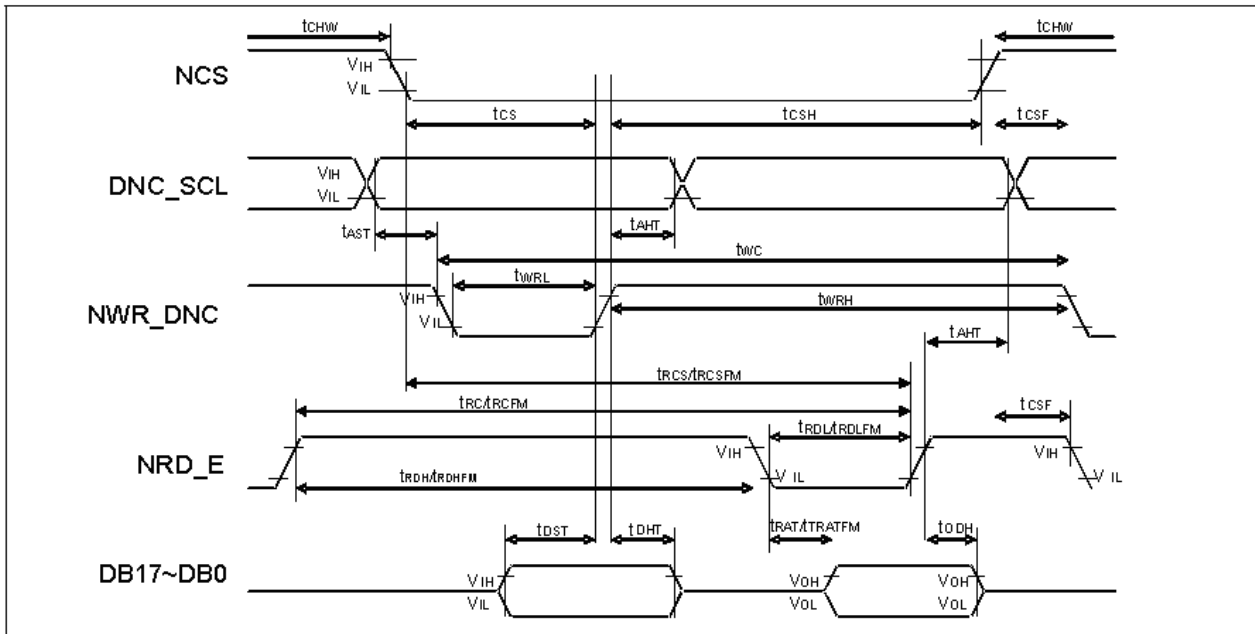 tCHW tCHW
NCS
VIH
VIL
tCS tCSH tCSF
DNC_SCL
VIH
VIL
tAST tAHT
tWC
tWRL
NWR_DNC
VIH
VIL
tWRH
tAHT
tRCS/tRCSFM
tRC/tRCFM
tCSF
tRDL/tRDLFM
NRD_E
VIH VIH
VIL VIL
tRDH/tRDHFM
tDST tDHT tRAT/tTRATFM tODH
DB17~DB0
VIH VOH VOH
VIL VOL VOL